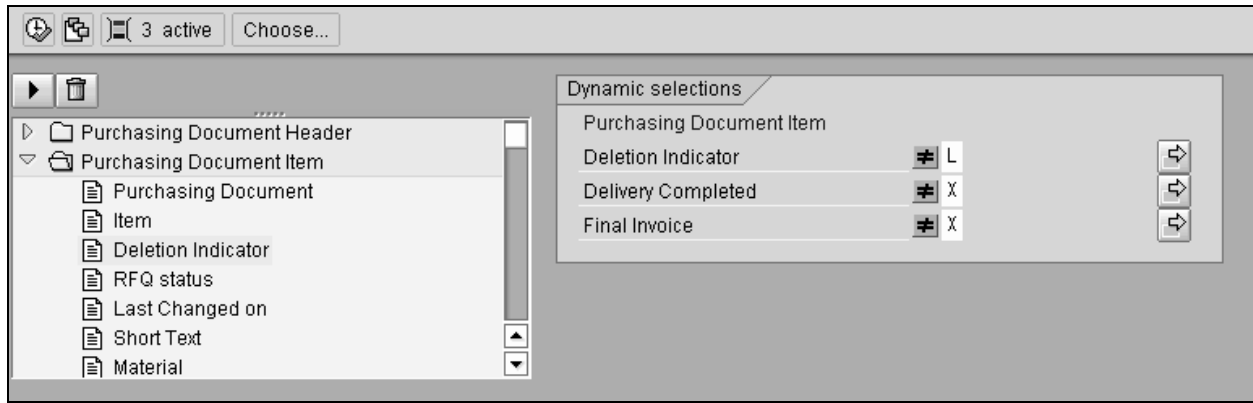 3 active Choose...
Dynamic selections
Purchasing Document Header
Purchasing Document Item
Purchasing Document
Item
Deletion Indicator
RFQ status
Last Changed on
Short Text
Material
Purchasing Document Item
Deletion Indicator ≠ L
Delivery Completed ≠ X
Final Invoice ≠ X